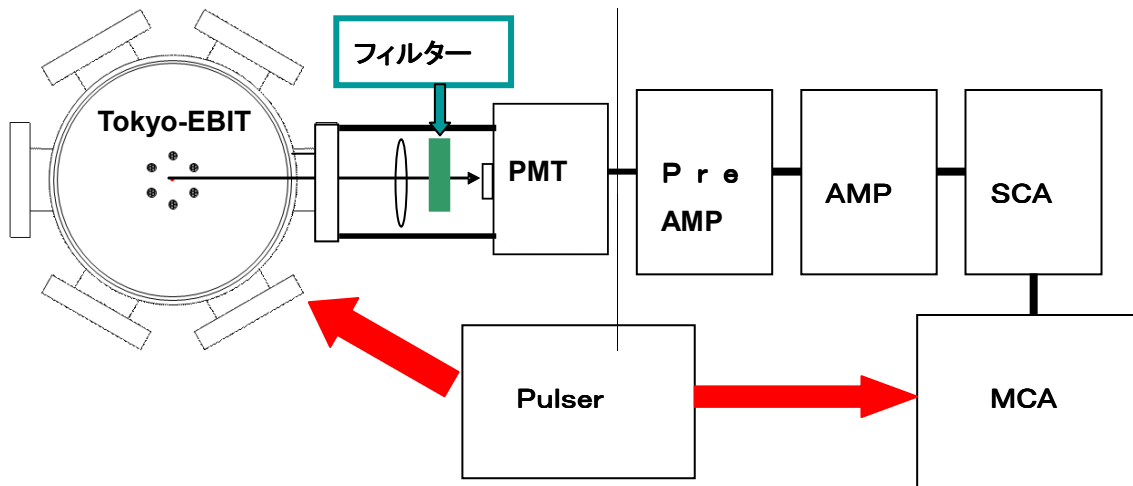 フィルター
Tokyo-EBIT
PMT
Ｐｒｅ
AMP
AMP
SCA
Pulser
MCA